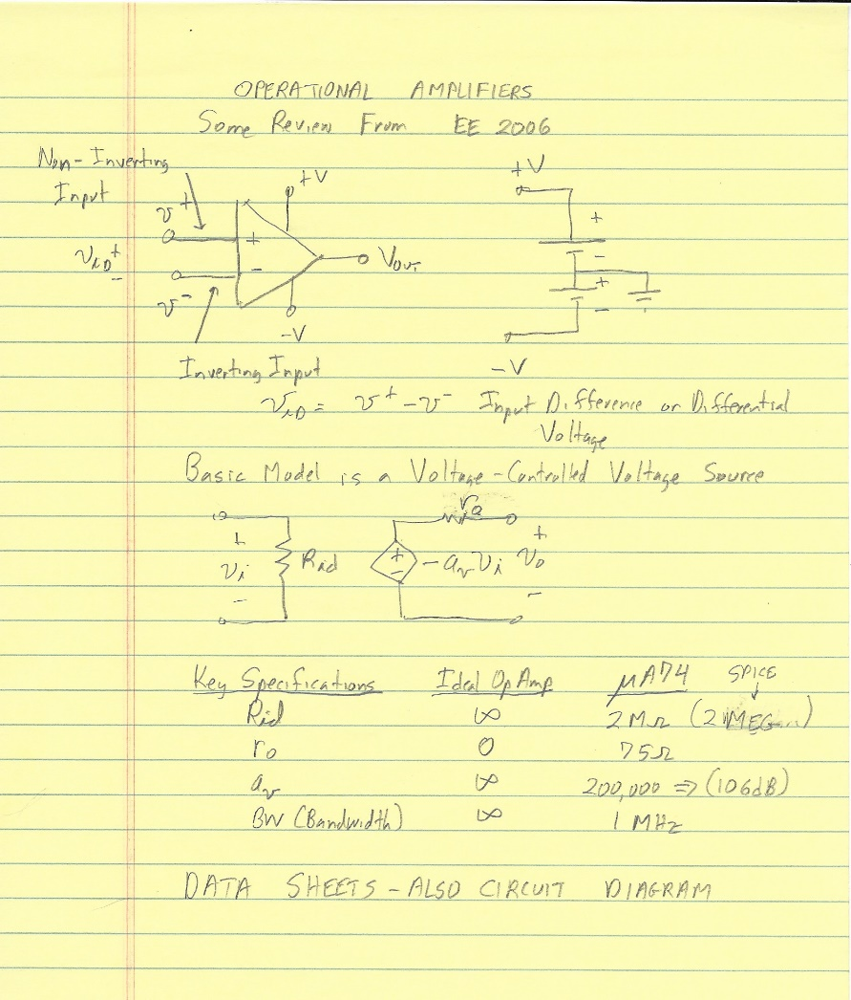 OPERATIONAL AMPLIFIERS
Some Review From EE 2006
Non-Inverting
Input
+V
v+
+
viD
+
-
-
Vout
v-
-V
Inverting Input
+V
+
-
+
-
-V
viD = v+ - v- Input Difference or Differential
Voltage
Basic Model is a Voltage-Controlled Voltage Source
ro
+
vi
-
Rid
+
-
-avvi
+
vo
-
Key Specifications Ideal Op Amp μA74 SPICE
Rid ∞ 2MΩ (2MEG)
ro 0 75Ω
av ∞ 200,000 ⇒ (106dB)
BW (Bandwidth) ∞ 1 MHz
DATA SHEETS - ALSO CIRCUIT DIAGRAM